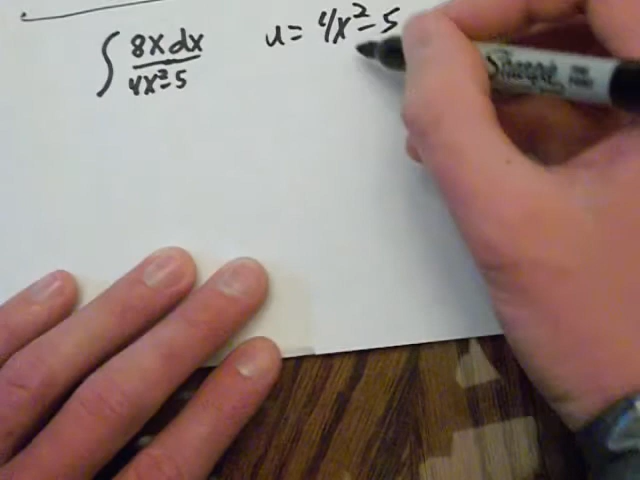 ∫ 8x dx / 4x²-5
u = 4x²-5
Sharpie